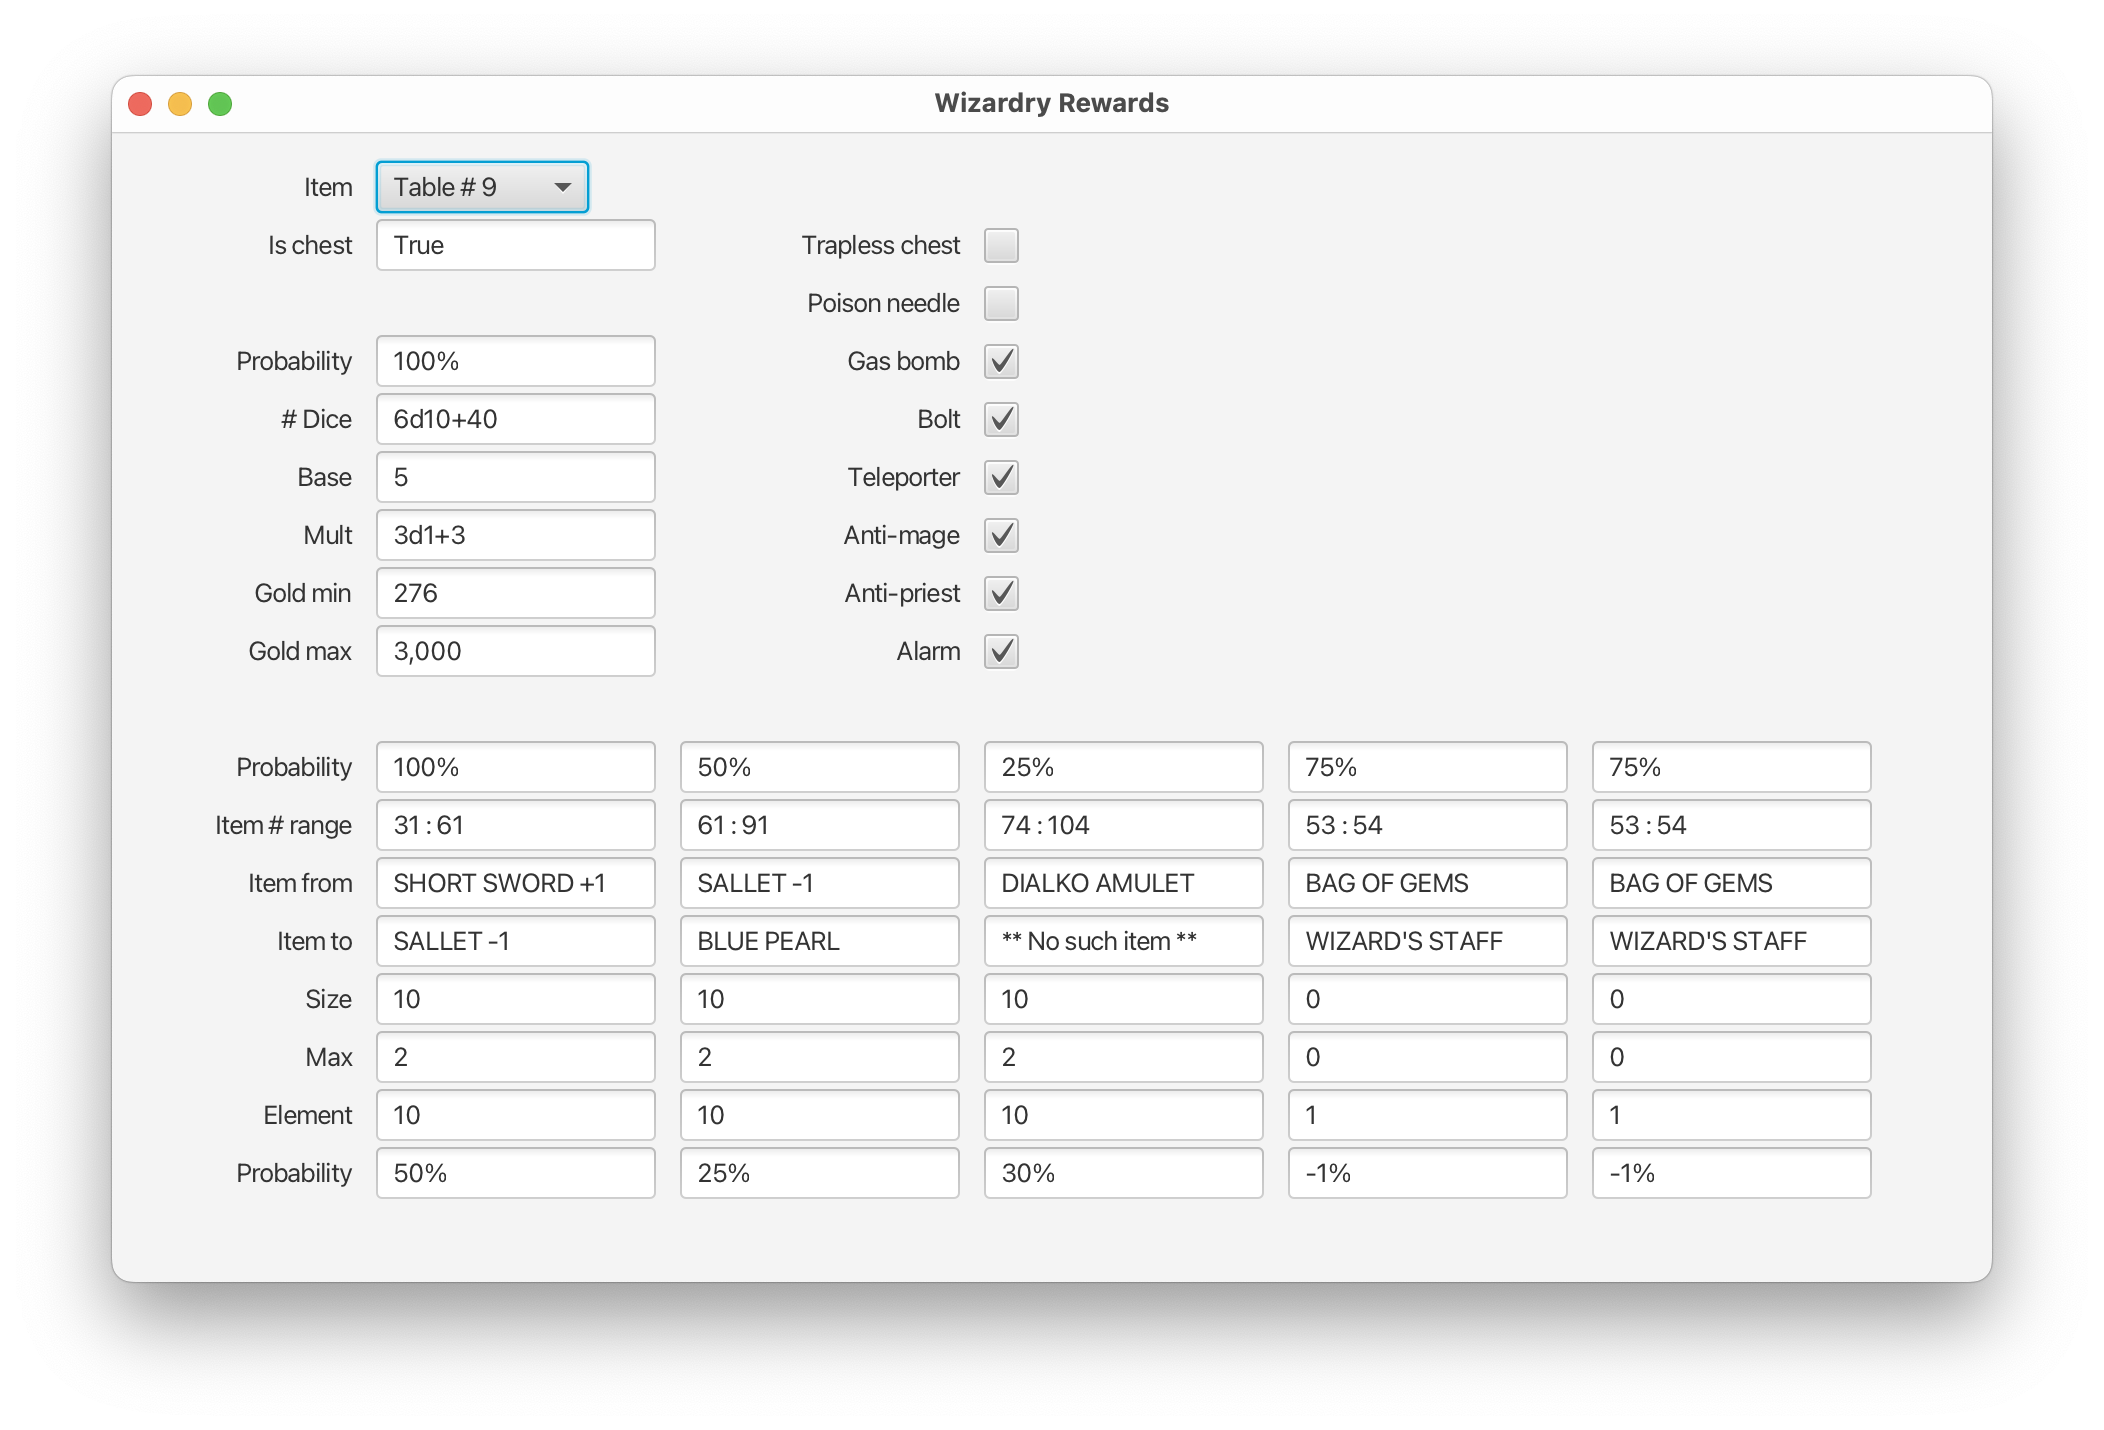 Wizardry Rewards
Item Table # 9
Is chest True Trapless chest
Poison needle
Probability 100% Gas bomb
# Dice 6d10+40 Bolt
Base 5 Teleporter
Mult 3d1+3 Anti-mage
Gold min 276 Anti-priest
Gold max 3,000 Alarm
Probability 100% 50% 25% 75% 75%
Item # range 31 : 61 61 : 91 74 : 104 53 : 54 53 : 54
Item from SHORT SWORD +1 SALLET -1 DIALKO AMULET BAG OF GEMS BAG OF GEMS
Item to SALLET -1 BLUE PEARL ** No such item ** WIZARD'S STAFF WIZARD'S STAFF
Size 10 10 10 0 0
Max 2 2 2 0 0
Element 10 10 10 1 1
Probability 50% 25% 30% -1% -1%